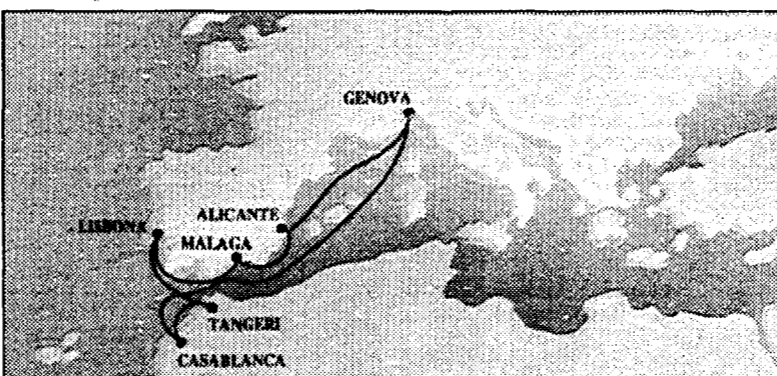 GENOVA
LISBONA
ALICANTE
MALAGA
TANGERI
CASABLANCA